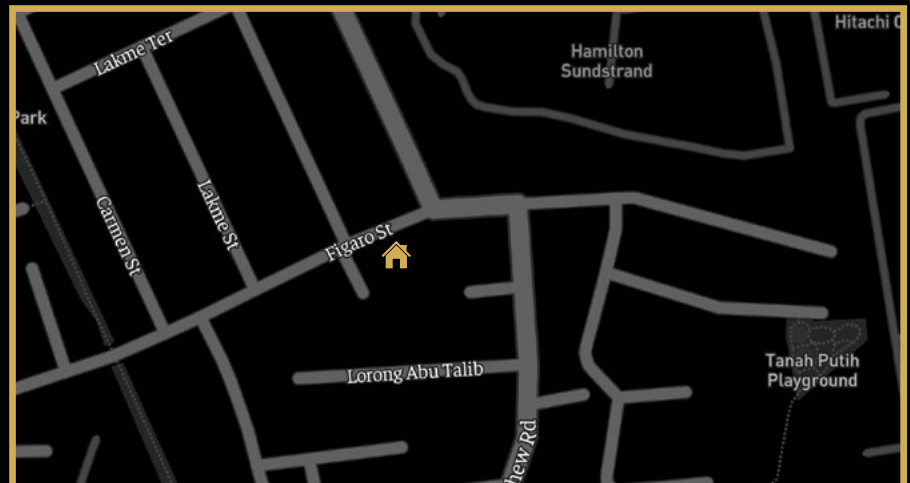 Hitachi C
Lakme Ter
Hamilton
Sundstrand
Park
Carmen St
Lakme St
Figaro St
Lorong Abu Talib
Tanah Putih
Playground
hew Rd